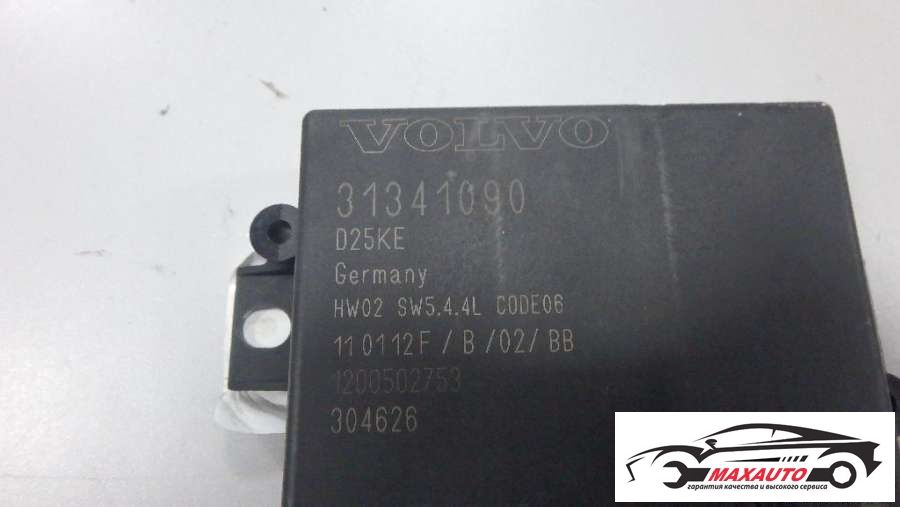 VOLVO
31341090
D25KE
Germany
HW02 SW5.4.4L CODE06
11 0112F / B /02/ BB
1200502753
304626
MAXAUTO
гарантия качества и высокого сервиса